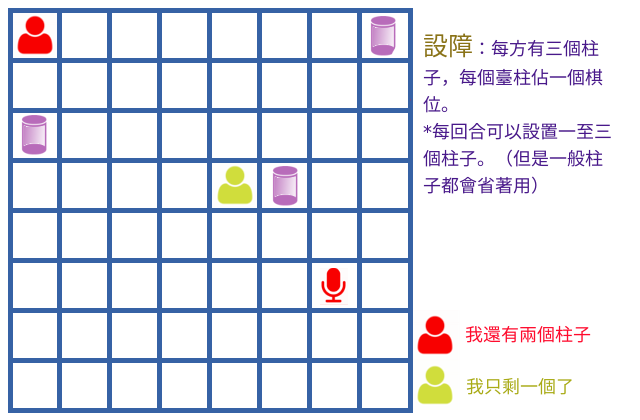 設障：每方有三個柱
子，每個臺柱佔一個棋
位。
*每回合可以設置一至三
個柱子。（但是一般柱
子都會省著用）
我還有兩個柱子
我只剩一個了